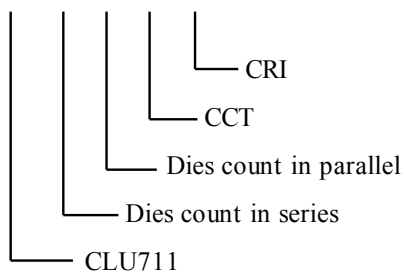 CRI
CCT
Dies count in parallel
Dies count in series
CLU711